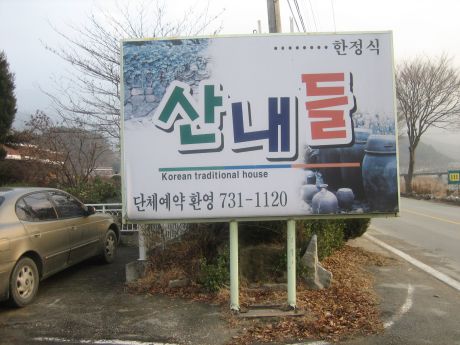 ·········한정식
산내들
Korean traditional house
단체예약 환영 731-1120